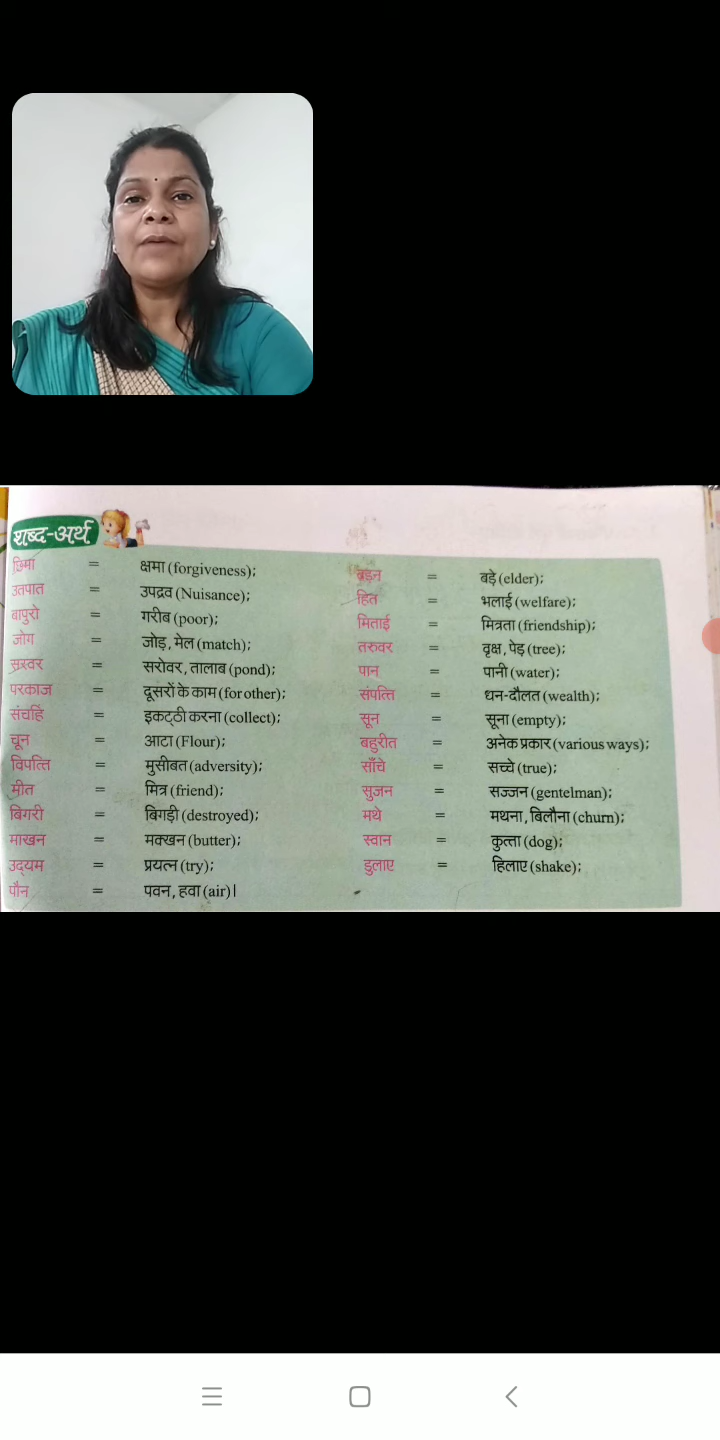 शब्द-अर्थ
छिमा = क्षमा (forgiveness);
उतपात = उपद्रव (Nuisance);
बापुरो = गरीब (poor);
जोग = जोड़, मेल (match);
सरवर = सरोवर, तालाब (pond);
परकाज = दूसरों के काम (for other);
संचहिं = इकट्ठी करना (collect);
चून = आटा (Flour);
विपत्ति = मुसीबत (adversity);
मीत = मित्र (friend);
बिगरी = बिगड़ी (destroyed);
माखन = मक्खन (butter);
उद्यम = प्रयत्न (try);
पौन = पवन, हवा (air)।
बड़न = बड़े (elder);
हित = भलाई (welfare);
मिताई = मित्रता (friendship);
तरुवर = वृक्ष, पेड़ (tree);
पान = पानी (water);
संपत्ति = धन-दौलत (wealth);
सून = सूना (empty);
बहुरीत = अनेक प्रकार (various ways);
साँचे = सच्चे (true);
सुजन = सज्जन (gentelman);
मथे = मथना, बिलौना (churn);
स्वान = कुत्ता (dog);
डुलाए = हिलाए (shake);